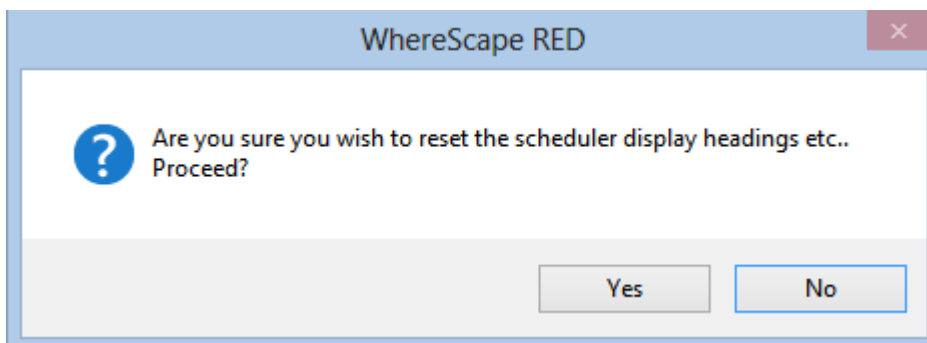 WhereScape RED
Are you sure you wish to reset the scheduler display headings etc..
Proceed?
Yes
No